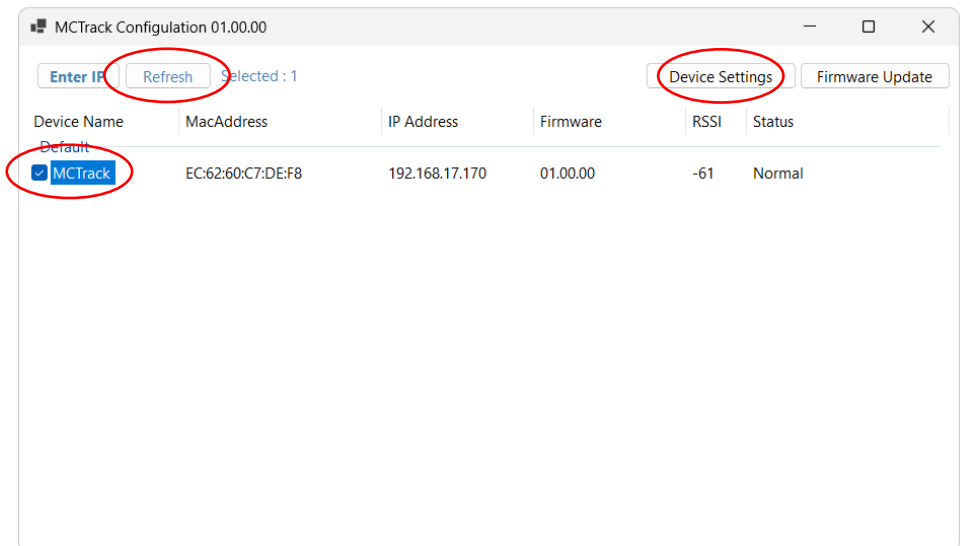 MCTrack Configulation 01.00.00
Enter IP Refresh Selected : 1 Device Settings Firmware Update
Device Name MacAddress IP Address Firmware RSSI Status
Default
MCTrack EC:62:60:C7:DE:F8 192.168.17.170 01.00.00 -61 Normal